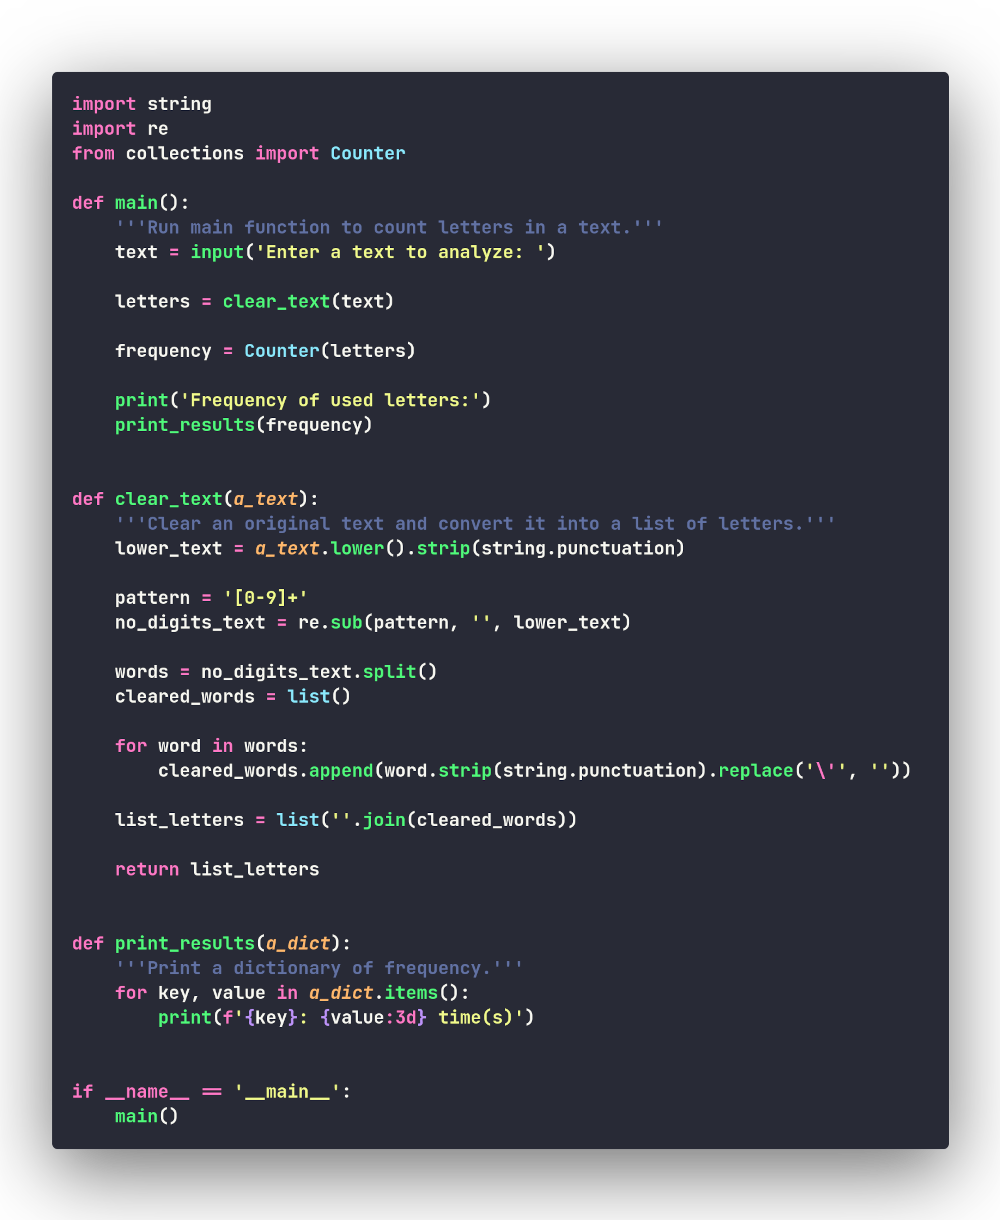 import string
import re
from collections import Counter

def main():
    '''Run main function to count letters in a text.'''
    text = input('Enter a text to analyze: ')

    letters = clear_text(text)

    frequency = Counter(letters)

    print('Frequency of used letters:')
    print_results(frequency)


def clear_text(a_text):
    '''Clear an original text and convert it into a list of letters.'''
    lower_text = a_text.lower().strip(string.punctuation)

    pattern = '[0-9]+'
    no_digits_text = re.sub(pattern, '', lower_text)

    words = no_digits_text.split()
    cleared_words = list()

    for word in words:
        cleared_words.append(word.strip(string.punctuation).replace('\'', ''))

    list_letters = list(''.join(cleared_words))

    return list_letters


def print_results(a_dict):
    '''Print a dictionary of frequency.'''
    for key, value in a_dict.items():
        print(f'{key}: {value:3d} time(s)')


if __name__ == '__main__':
    main()